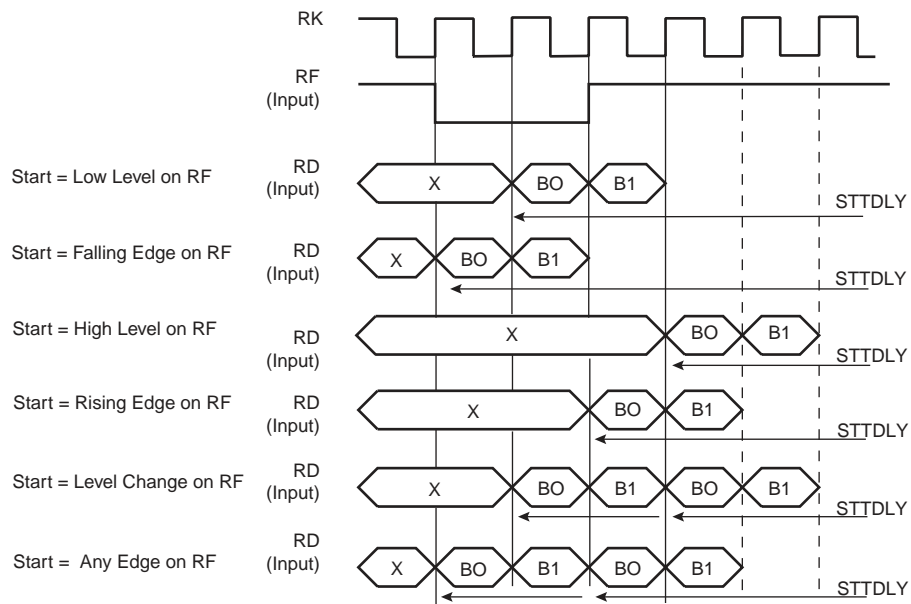 RK
RF
(Input)
Start = Low Level on RF
RD
(Input)
X
BO
B1
STTDLY
Start = Falling Edge on RF
RD
(Input)
X
BO
B1
STTDLY
Start = High Level on RF
RD
(Input)
X
BO
B1
STTDLY
Start = Rising Edge on RF
RD
(Input)
X
BO
B1
STTDLY
Start = Level Change on RF
RD
(Input)
X
BO
B1
BO
B1
STTDLY
Start = Any Edge on RF
RD
(Input)
X
BO
B1
BO
B1
STTDLY